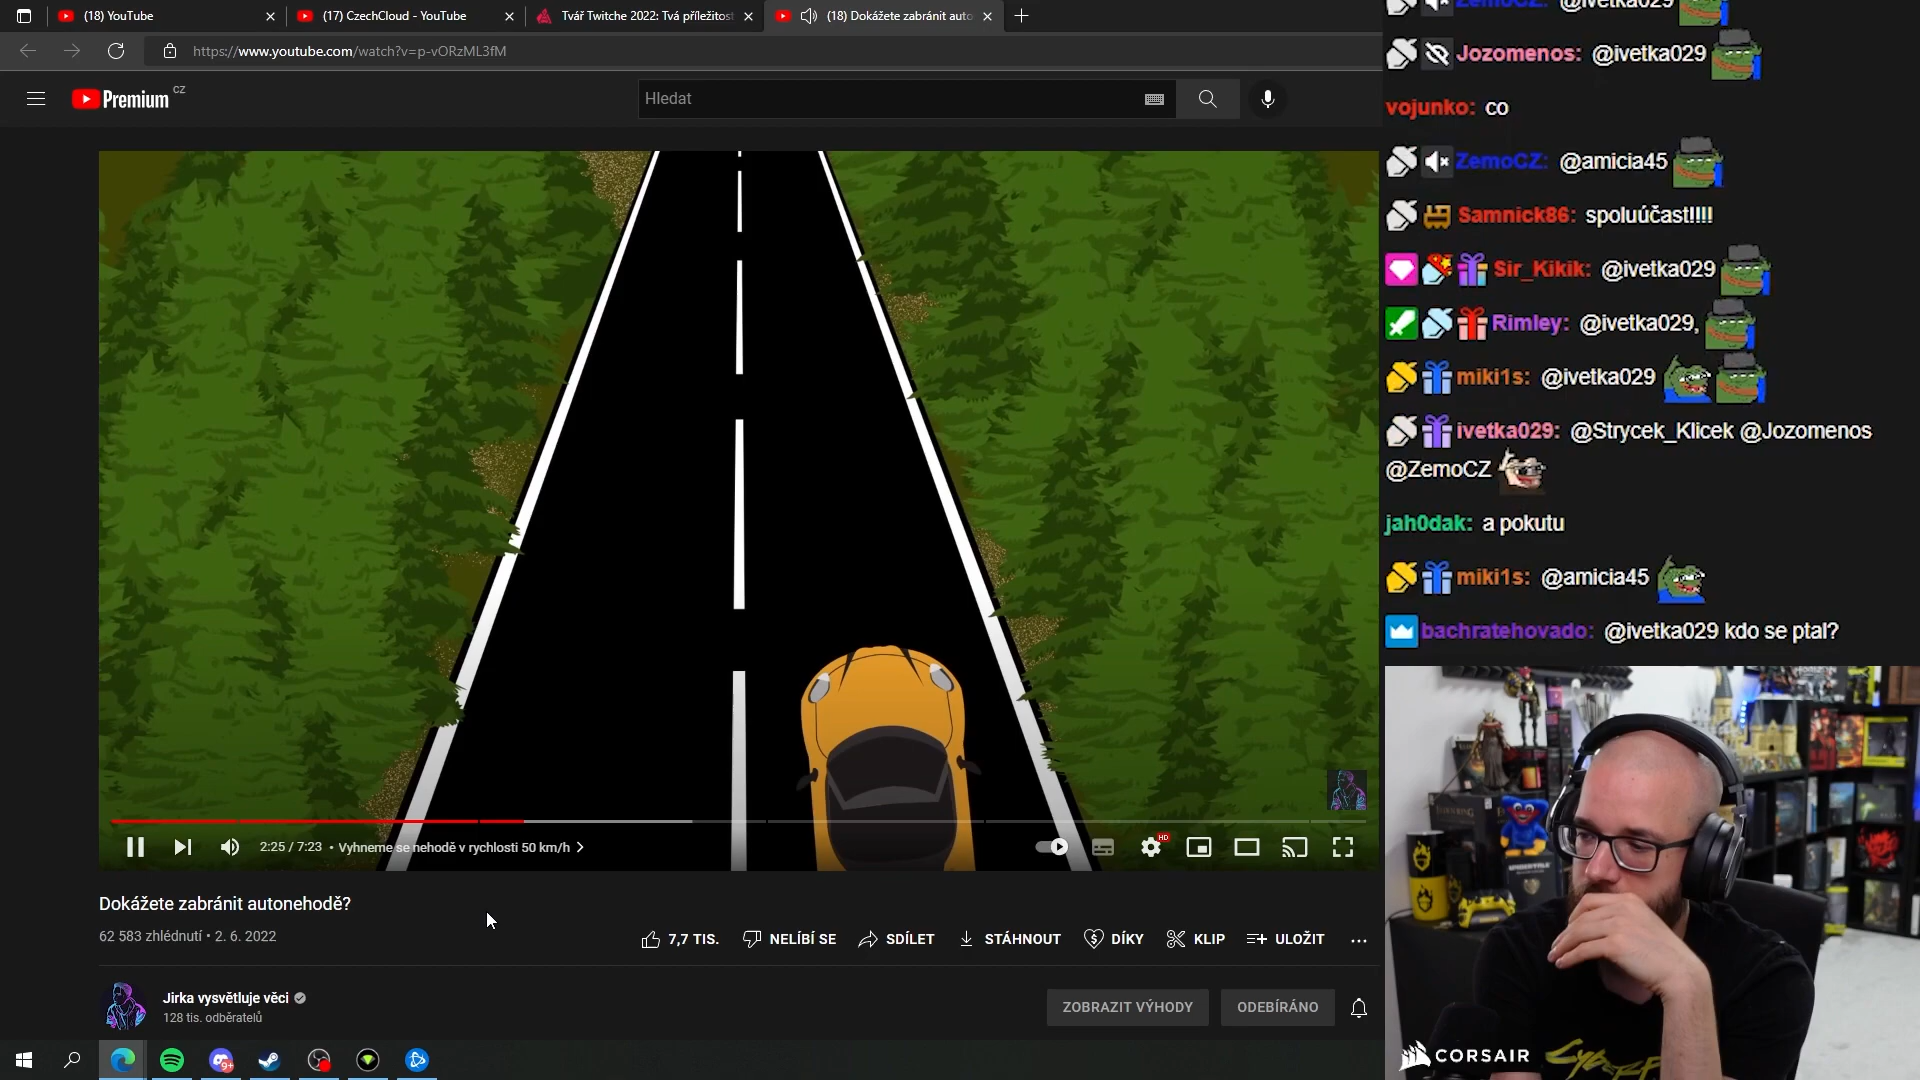 (18) YouTube
(17) CzechCloud - YouTube
Tvář Twitche 2022: Tvá příležitost
(18) Dokážete zabránit auto
https://www.youtube.com/watch?v=p-vORzML3fM
Premium CZ
Hledat
2:25 / 7:23 • Vyhneme se nehodě v rychlosti 50 km/h
HD
Dokážete zabránit autonehodě?
62 583 zhlédnutí • 2. 6. 2022
7,7 TIS.
NELÍBÍ SE
SDÍLET
STÁHNOUT
DÍKY
KLIP
ULOŽIT
Jirka vysvětluje věci
128 tis. odběratelů
ZOBRAZIT VÝHODY
ODEBÍRÁNO
9+
ZemoCZ: @ivetka029
Jozomenos: @ivetka029
vojunko: co
ZemoCZ: @amicia45
Samnick86: spoluúčast!!!!
Sir_Kikik: @ivetka029
Rimley: @ivetka029,
miki1s: @ivetka029
ivetka029: @Strycek_Klicek @Jozomenos
@ZemoCZ
jah0dak: a pokutu
miki1s: @amicia45
bachratehovado: @ivetka029 kdo se ptal?
CORSAIR